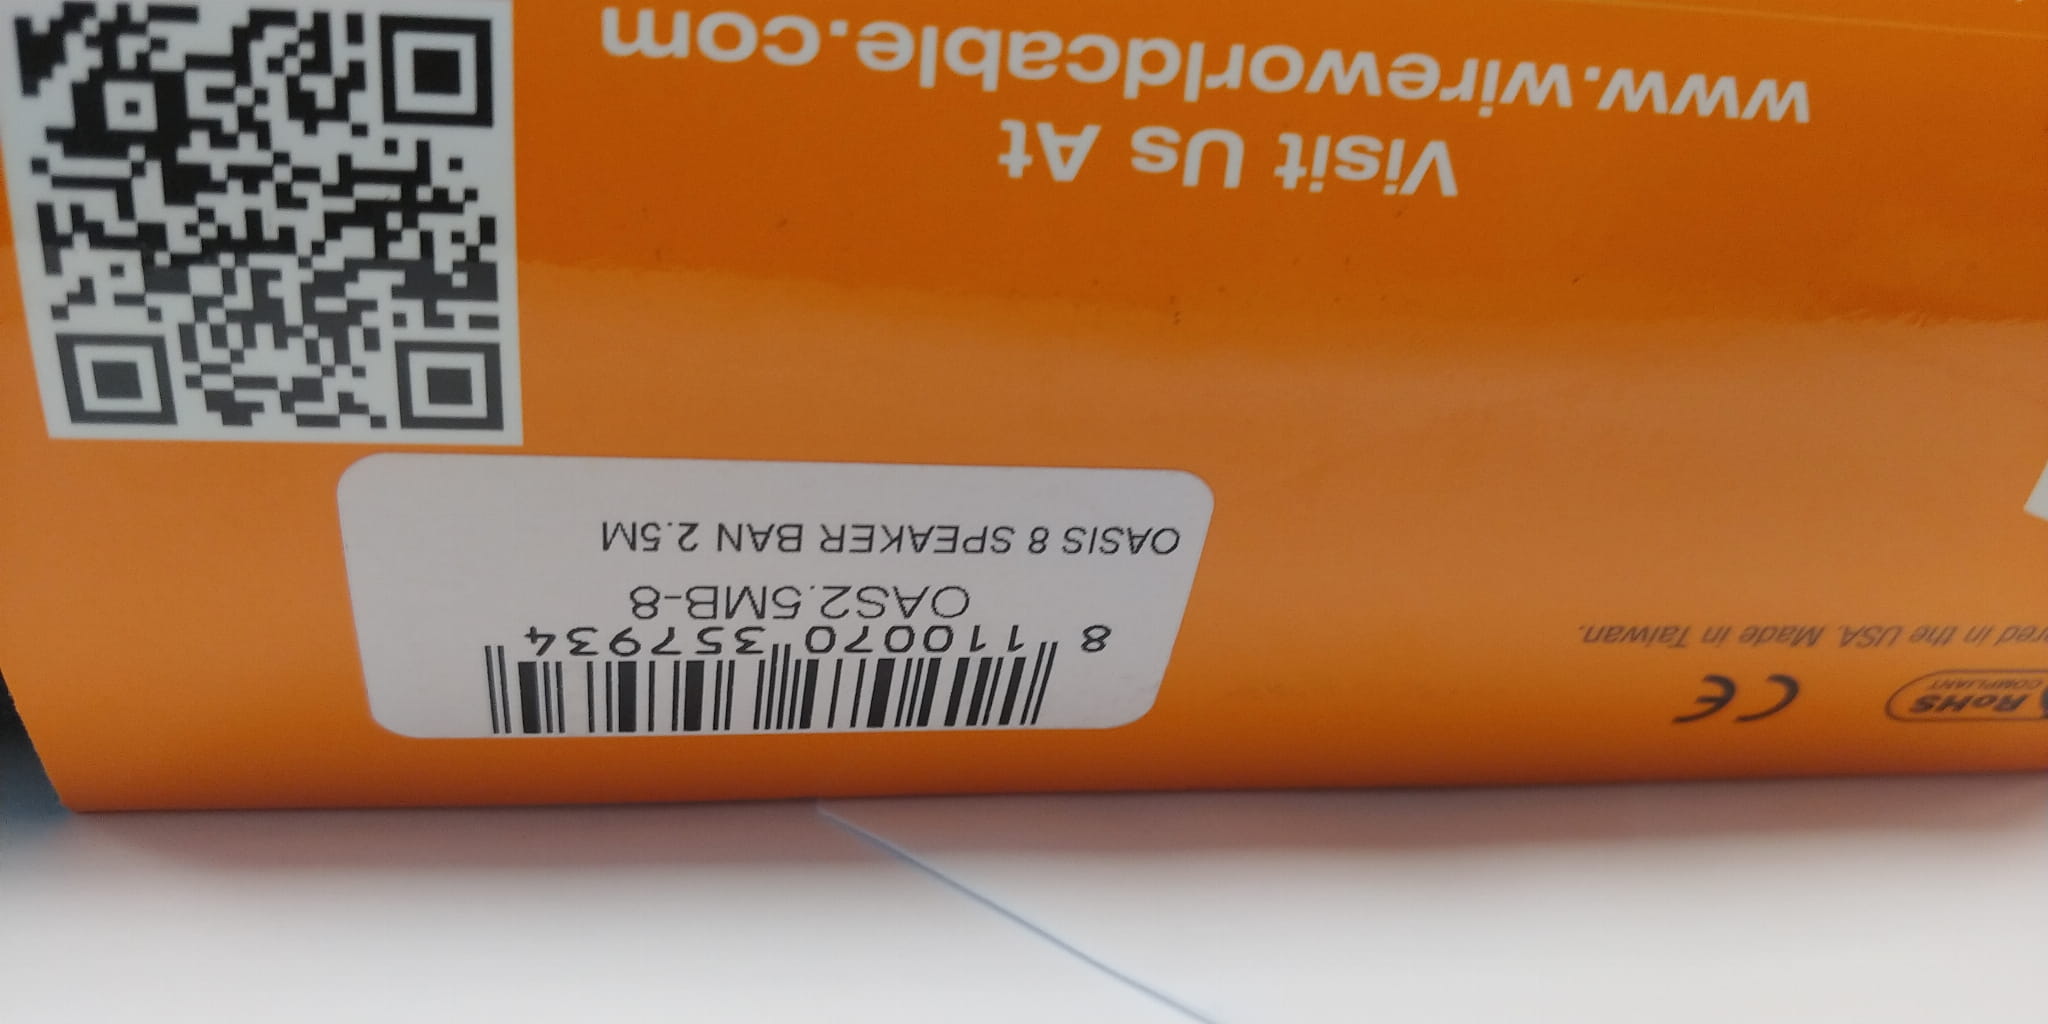 Visit Us At
www.wireworldcable.com
OASIS 8 SPEAKER BAN 2.5M
OAS2.5MB-8
8 110070 357934
in the USA. Made in Taiwan.
RoHS
COMPLIANT
CE